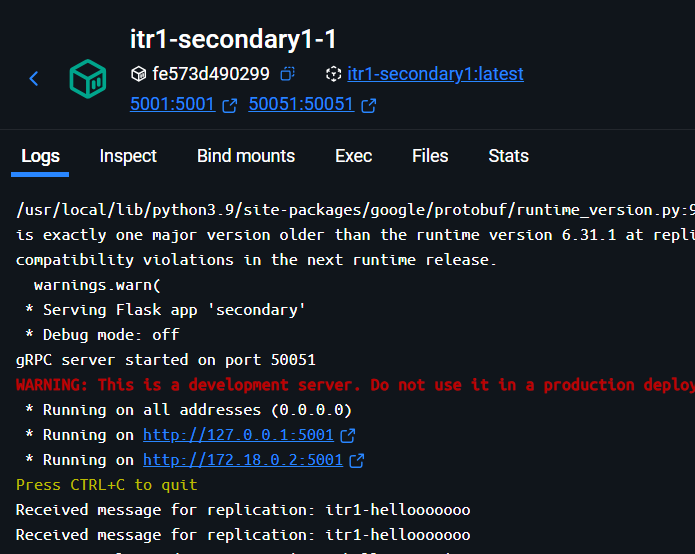 itr1-secondary1-1
fe573d490299 itr1-secondary1:latest
5001:5001 50051:50051
Logs Inspect Bind mounts Exec Files Stats
/usr/local/lib/python3.9/site-packages/google/protobuf/runtime_version.py:9
is exactly one major version older than the runtime version 6.31.1 at repli
compatibility violations in the next runtime release.
warnings.warn(
* Serving Flask app 'secondary'
* Debug mode: off
gRPC server started on port 50051
WARNING: This is a development server. Do not use it in a production deploy
* Running on all addresses (0.0.0.0)
* Running on http://127.0.0.1:5001
* Running on http://172.18.0.2:5001
Press CTRL+C to quit
Received message for replication: itr1-hellooooooo
Received message for replication: itr1-hellooooooo